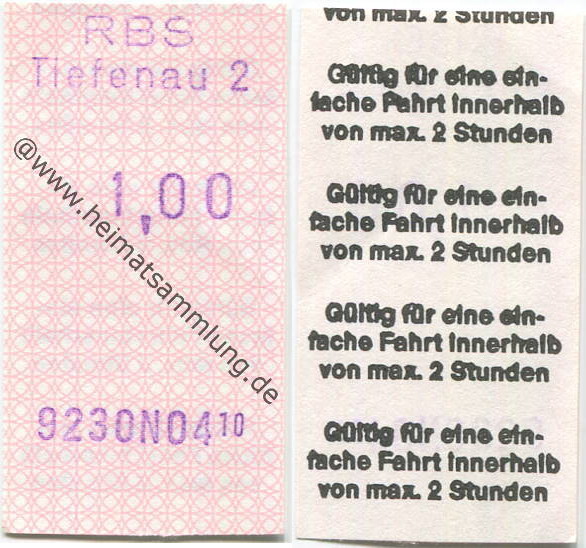 RBS
Tiefenau 2
1,00
9230N04 10
@www.heimatsammlung.de
von max. 2 Stunden
Gültig für eine ein-
fache Fahrt innerhalb
von max. 2 Stunden
Gültig für eine ein-
fache Fahrt innerhalb
von max. 2 Stunden
Gültig für eine ein-
fache Fahrt innerhalb
von max. 2 Stunden
Gültig für eine ein-
fache Fahrt innerhalb
von max. 2 Stunden